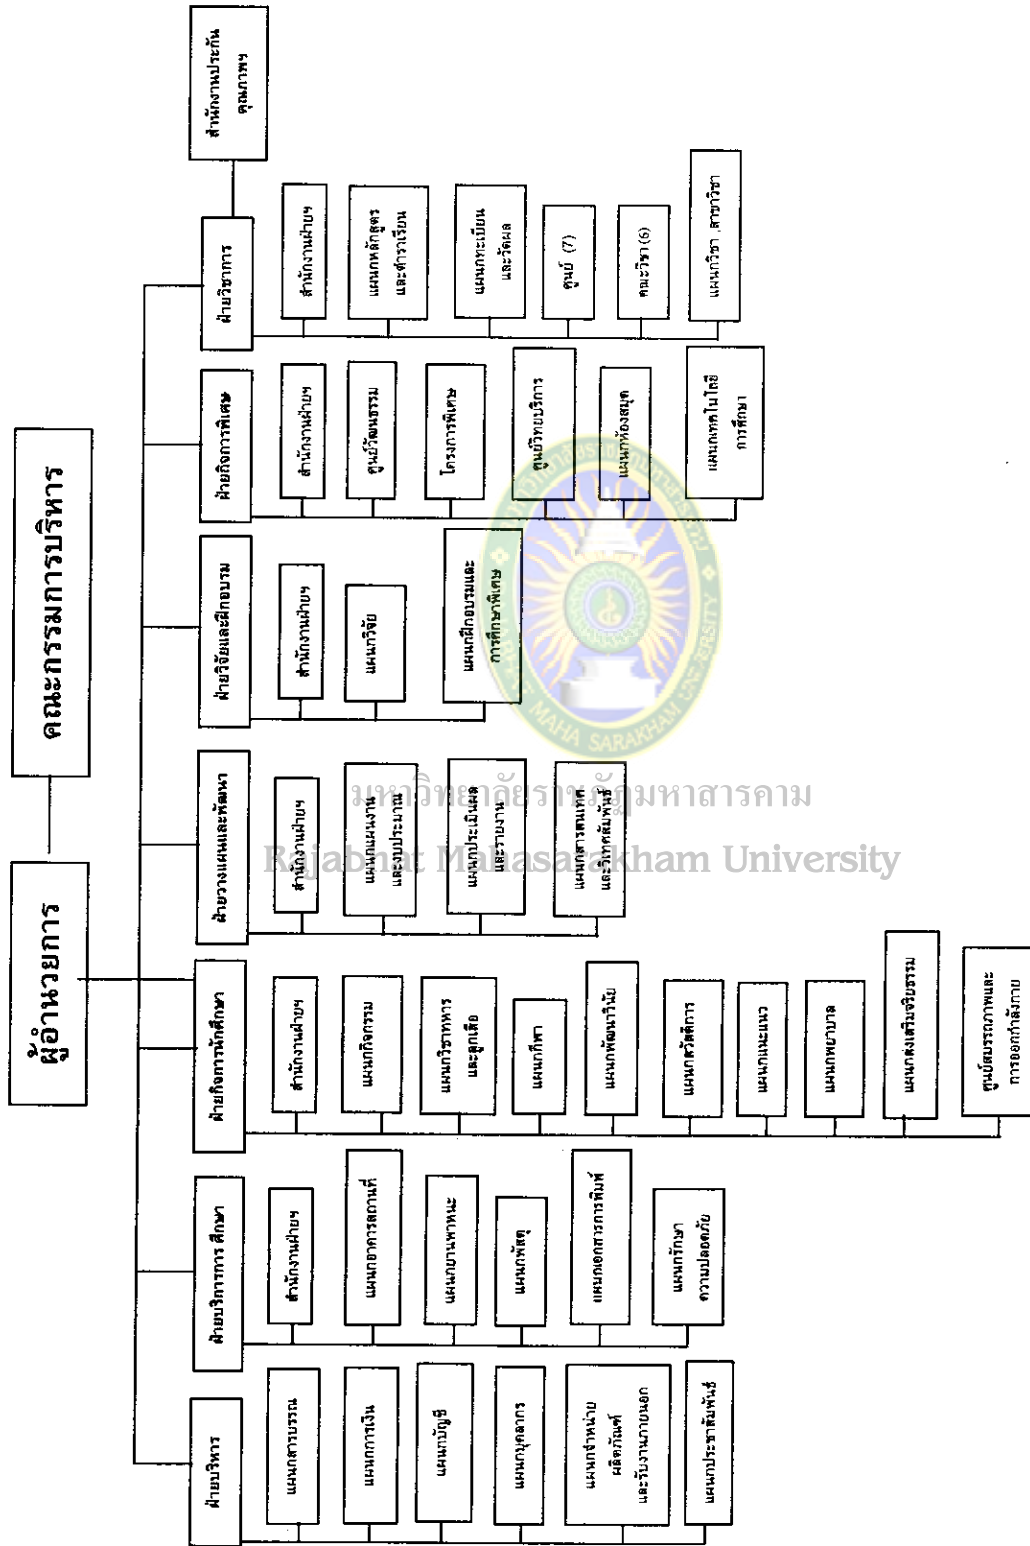 ผู้อำนวยการ
คณะกรรมการบริหาร
ฝ่ายบริหาร
แผนกสารบรรณ
แผนกการเงิน
แผนกบัญชี
แผนกบุคลากร
แผนกจำหน่าย
ผลิตภัณฑ์
และรับงานภายนอก
แผนกประชาสัมพันธ์
ฝ่ายบริการการ ศึกษา
สำนักงานฝ่ายฯ
แผนกอาคารสถานที่
แผนกยานพาหนะ
แผนกพัสดุ
แผนกเอกสารการพิมพ์
แผนกรักษา
ความปลอดภัย
ฝ่ายกิจการนักศึกษา
สำนักงานฝ่ายฯ
แผนกกิจกรรม
แผนกวิชาทหาร
และลูกเสือ
แผนกกีฬา
แผนกพัฒนาวินัย
แผนกสวัสดิการ
แผนกแนะแนว
แผนกพยาบาล
แผนกส่งเสริมจริยธรรม
ศูนย์สมรรถภาพและ
การออกกำลังกาย
ฝ่ายวางแผนและพัฒนา
สำนักงานฝ่ายฯ
แผนกแผนงาน
และงบประมาณ
แผนกประเมินผล
และรายงาน
แผนกสารสนเทศ
และวิเทศสัมพันธ์
ฝ่ายวิจัยและฝึกอบรม
สำนักงานฝ่ายฯ
แผนกวิจัย
แผนกฝึกอบรมและ
การศึกษาพิเศษ
ฝ่ายกิจการพิเศษ
สำนักงานฝ่ายฯ
ศูนย์วัฒนธรรม
โครงการพิเศษ
ศูนย์วิทยบริการ
แผนกห้องสมุด
แผนกเทคโนโลยี
การศึกษา
ฝ่ายวิชาการ
สำนักงานฝ่ายฯ
แผนกหลักสูตร
และตำราเรียน
แผนกทะเบียน
และวัดผล
ศูนย์ (7)
คณะวิชา (6)
แผนกวิชา ,สาขาวิชา
สำนักงานประกัน
คุณภาพฯ
มหาวิทยาลัยราชภัฏมหาสารคาม
Rajabhat Mahasarakham University